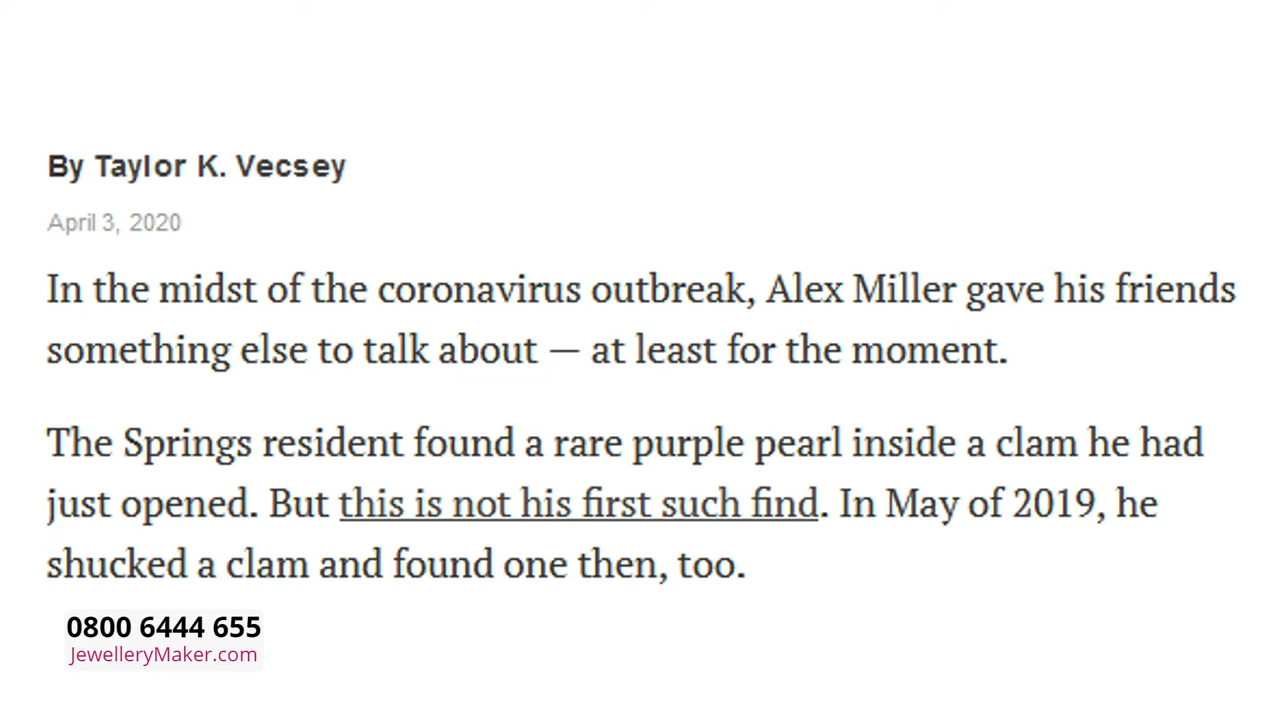 By Taylor K. Vecsey
April 3, 2020
In the midst of the coronavirus outbreak, Alex Miller gave his friends
something else to talk about — at least for the moment.
The Springs resident found a rare purple pearl inside a clam he had
just opened. But this is not his first such find. In May of 2019, he
shucked a clam and found one then, too.
0800 6444 655
JewelleryMaker.com